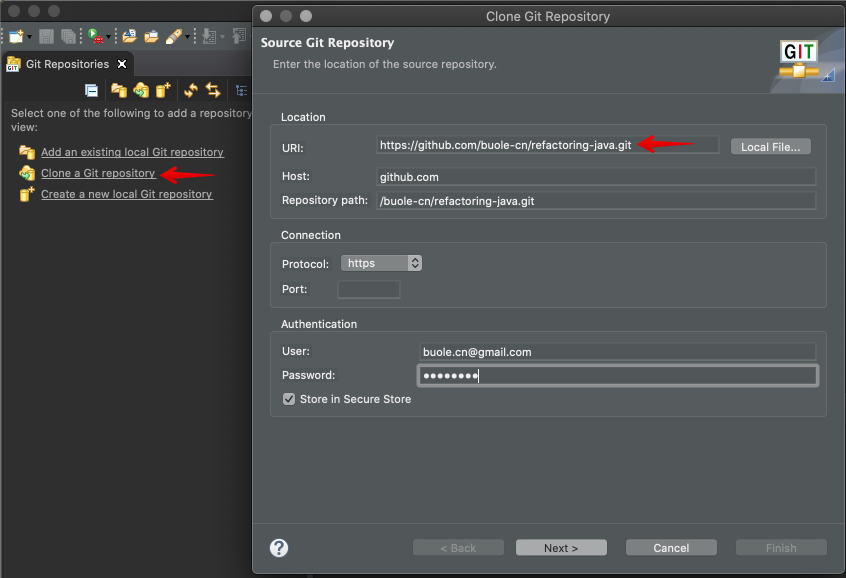 Clone Git Repository
Git Repositories
Select one of the following to add a repository
view:
Add an existing local Git repository
Clone a Git repository
Create a new local Git repository
Source Git Repository
Enter the location of the source repository.
GIT
Location
URI: https://github.com/buole-cn/refactoring-java.git Local File...
Host: github.com
Repository path: /buole-cn/refactoring-java.git
Connection
Protocol: https
Port:
Authentication
User: buole.cn@gmail.com
Password: ●●●●●●●●
Store in Secure Store
? < Back Next > Cancel Finish